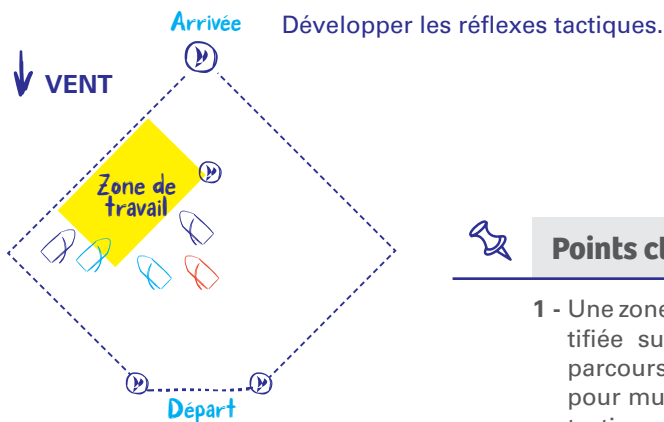 Arrivée
Développer les réflexes tactiques.
VENT
Zone de
travail
Départ
Points cl
1 - Une zone
tifiée su
parcours
pour mu